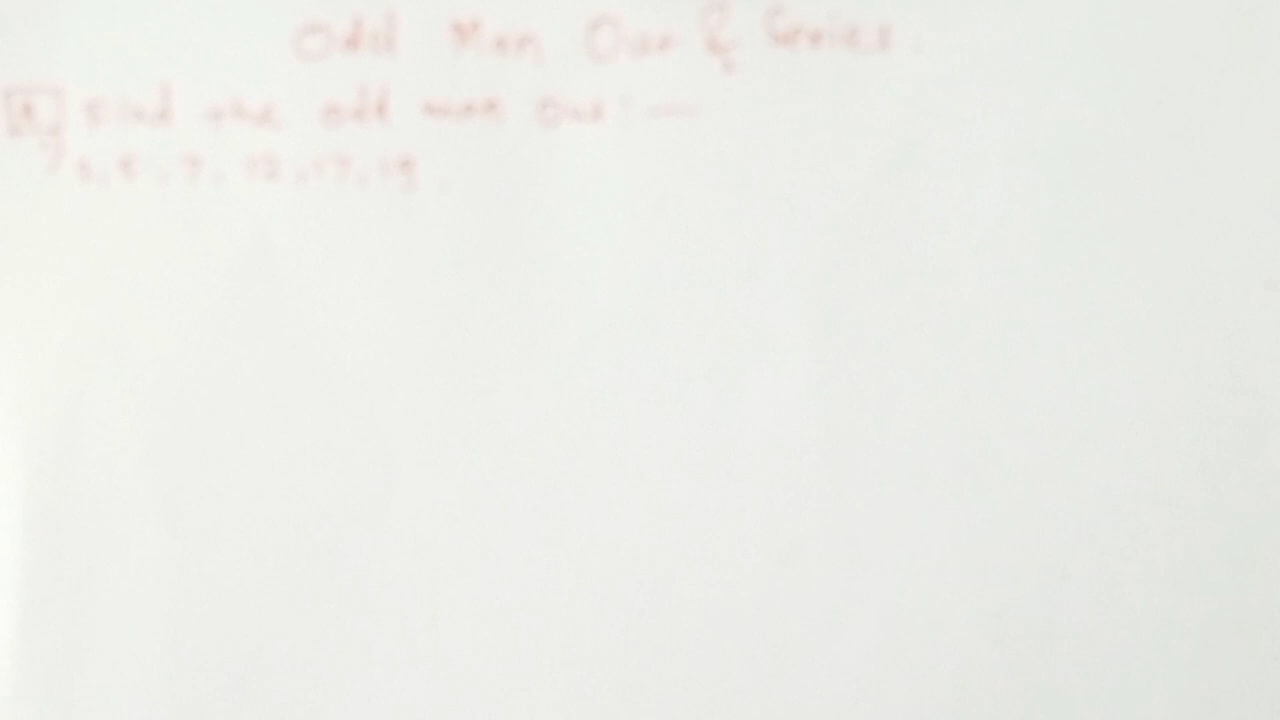 Odd Man Out & Series
A Find the odd man out: —
3, 5, 7, 12, 17, 19